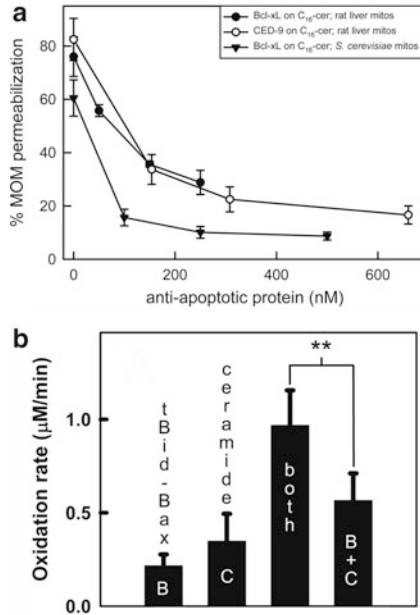 a
Bcl-xL on C16-cer; rat liver mitos
CED-9 on C16-cer; rat liver mitos
Bcl-xL on C16-cer; S. cerevisiae mitos
% MOM permeabilization
80
60
40
20
0
0
200
400
600
anti-apoptotic protein (nM)
b
Oxidation rate (μM/min)
1.0
0.5
0.0
tBid-Bax
ceramide
**
B
C
both
B+C